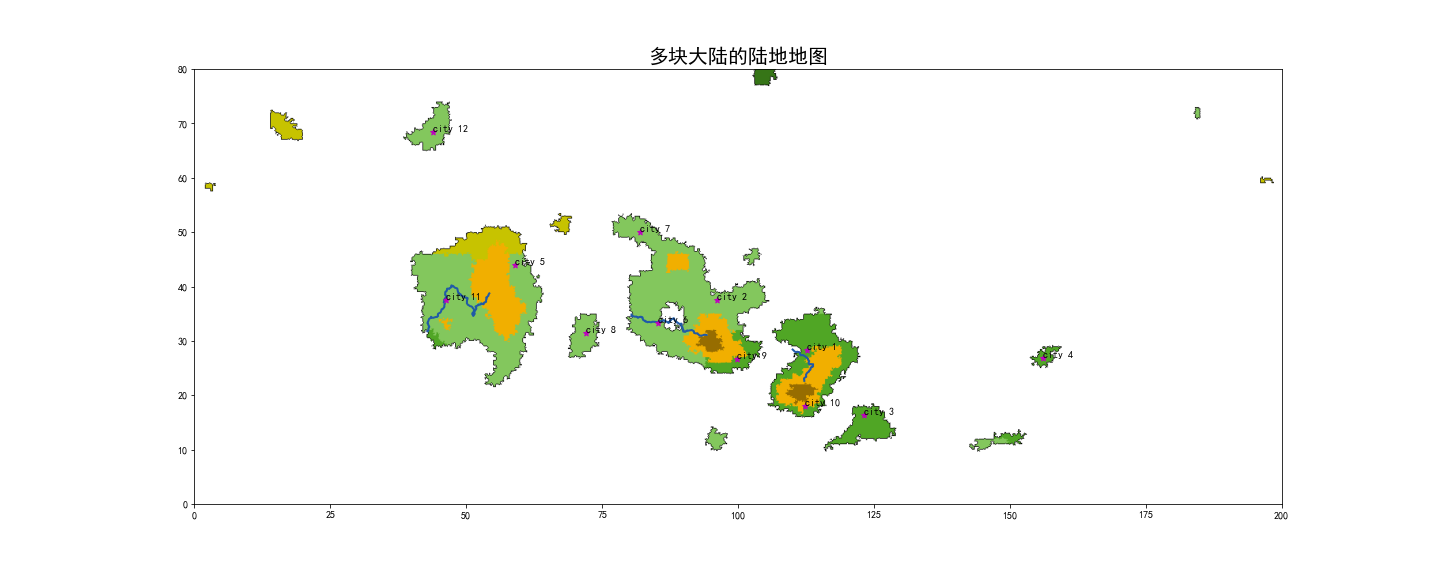 多块大陆的陆地地图
80
70
city 12
60
50
city 7
city 5
40
city 11
city 2
city 6
city 8
30
city 1
city 9
city 4
20
city 10
city 3
10
0
0 25 50 75 100 125 150 175 200